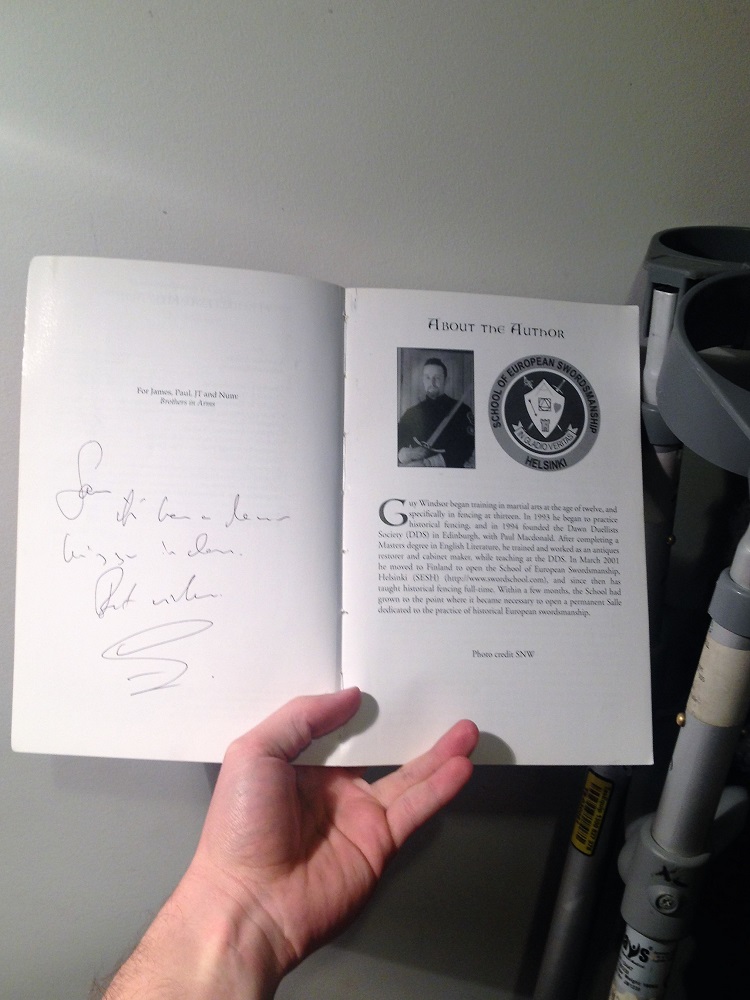 For James, Paul, JT and Num:
Brothers in Arms
Best wishes
About the Author
SCHOOL OF EUROPEAN SWORDSMANSHIP
IN GLADIO VERITAS
HELSINKI
Guy Windsor began training in martial arts at the age of twelve, and
specifically in fencing at thirteen. In 1993 he began to practice
historical fencing, and in 1994 founded the Dawn Duellists
Society (DDS) in Edinburgh, with Paul Macdonald. After completing a
Masters degree in English Literature, he trained and worked as an antiques
restorer and cabinet maker, while teaching at the DDS. In March 2001
he moved to Finland to open the School of European Swordsmanship,
Helsinki (SESH) (http://www.swordschool.com), and since then has
taught historical fencing full-time. Within a few months, the School had
grown to the point where it became necessary to open a permanent Salle
dedicated to the practice of historical European swordsmanship.
Photo credit SNW